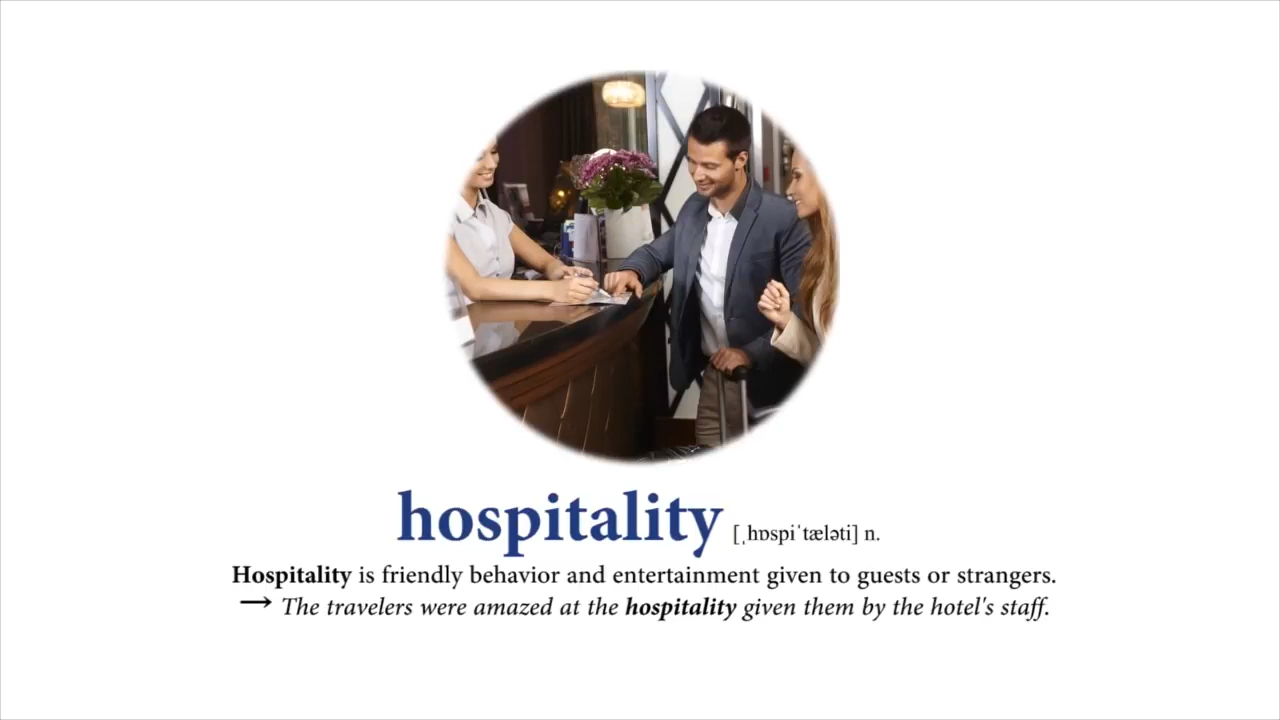 hospitality [ˌhɒspiˈtæləti] n.
Hospitality is friendly behavior and entertainment given to guests or strangers.
→ The travelers were amazed at the hospitality given them by the hotel's staff.